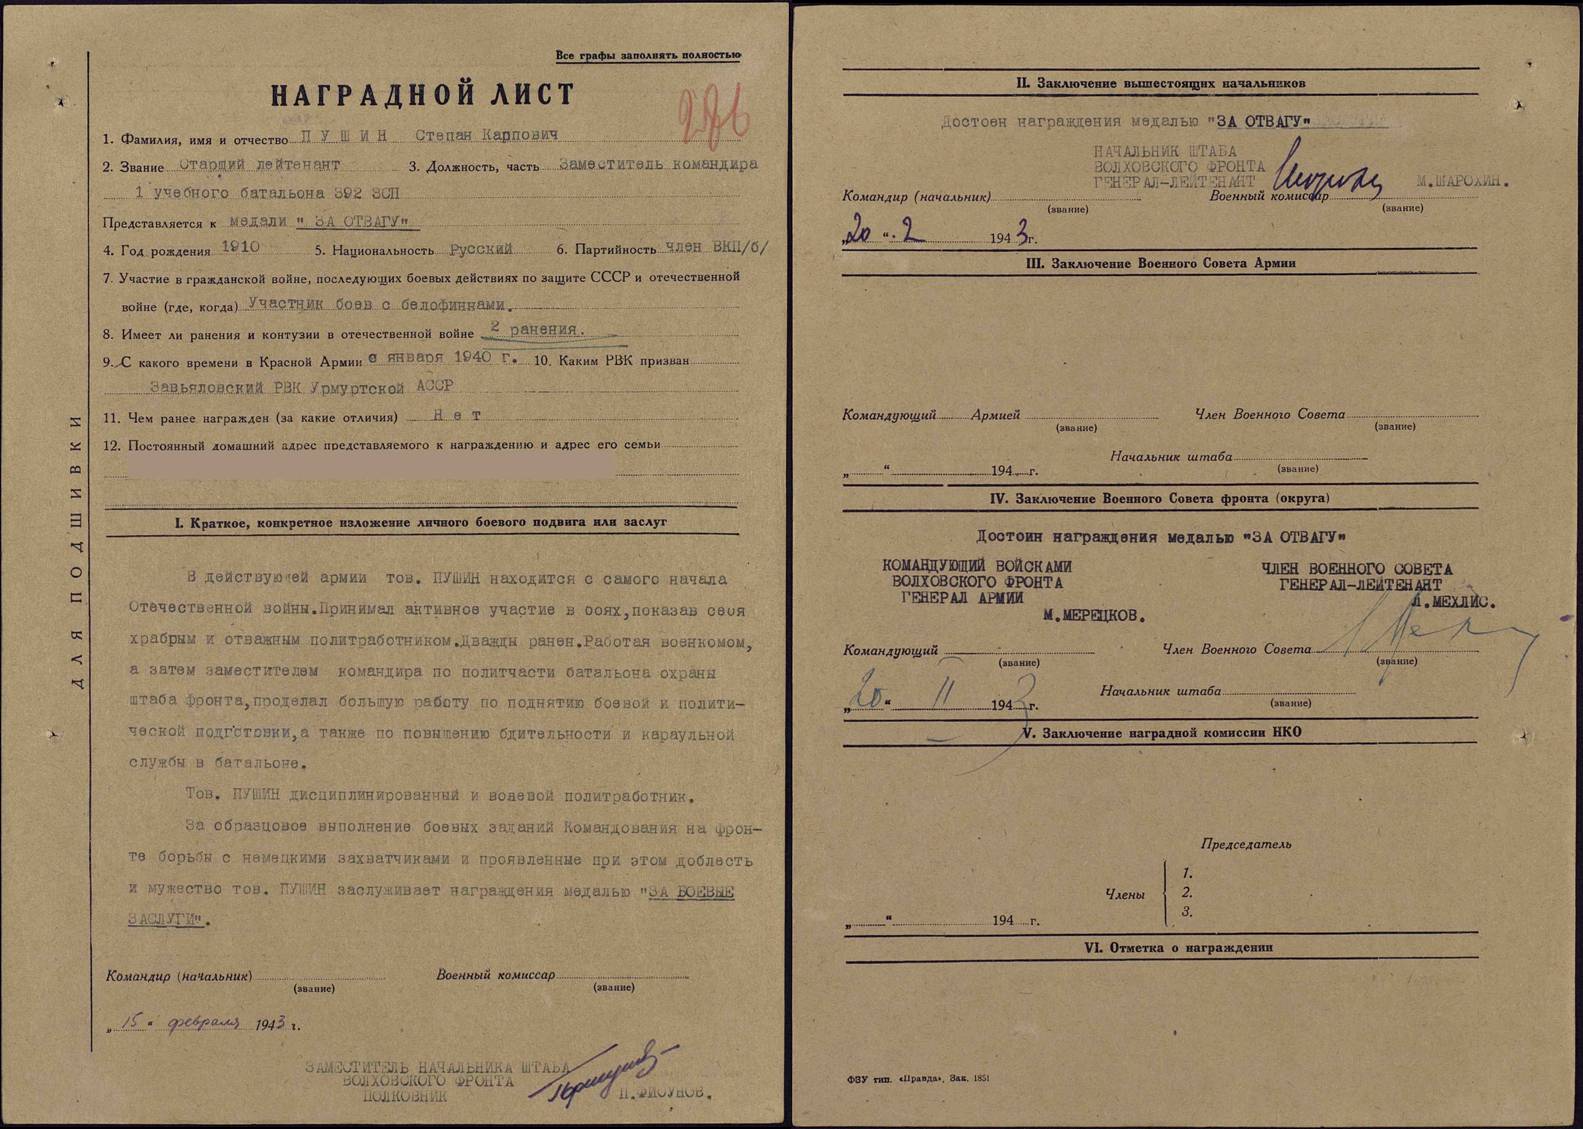 Все графы заполнять полностью
НАГРАДНОЙ ЛИСТ
1. Фамилия, имя и отчество ПУШИН Степан Карпович
2. Звание Старший лейтенант 3. Должность, часть Заместитель командира
1 учебного батальона 392 ЗСП
Представляется к медали " ЗА ОТВАГУ"
4. Год рождения 1910 5. Национальность Русский 6. Партийность член ВКП/б/
7. Участие в гражданской войне, последующих боевых действиях по защите СССР и отечественной
войне (где, когда) Участник боев с белофиннами.
8. Имеет ли ранения и контузии в отечественной войне 2 ранения.
9. С какого времени в Красной Армии с января 1940 г. 10. Каким РВК призван
Завьяловский РВК Урмуртской АССР
11. Чем ранее награжден (за какие отличия) Нет
12. Постоянный домашний адрес представляемого к награждению и адрес его семьи
I. Краткое, конкретное изложение личного боевого подвига или заслуг
В действующей армии тов. ПУШИН находится с самого начала
Отечественной войны.Принимал активное участие в боях,показав себя
храбрым и отважным политработником.Дважды ранен.Работая военкомом,
а затем заместителем командира по политчасти батальона охраны
штаба фронта,проделал большую работу по поднятию боевой и полити-
ческой подготовки,а также по повышению бдительности и караульной
службы в батальоне.
Тов. ПУШИН дисциплинированный и волевой политработник.
За образцовое выполнение боевых заданий Командования на фрон-
те борьбы с немецкими захватчиками и проявленные при этом доблесть
и мужество тов. ПУШИН заслуживает награждения медалью "ЗА БОЕВЫЕ
ЗАСЛУГИ".
Командир (начальник) Военный комиссар
(звание) (звание)
„15" февраля 1943 г.
ЗАМЕСТИТЕЛЬ НАЧАЛЬНИКА ШТАБА
ВОЛХОВСКОГО ФРОНТА
ПОЛКОВНИК П.ФИСУНОВ.
ДЛЯ ПОДШИВКИ
II. Заключение вышестоящих начальников
Достоен награждения медалью "ЗА ОТВАГУ"
НАЧАЛЬНИК ШТАБА
ВОЛХОВСКОГО ФРОНТА
ГЕНЕРАЛ-ЛЕЙТЕНАНТ М.ШАРОХИН.
Командир (начальник) Военный комиссар
(звание) (звание)
„20". 2 1943 г.
III. Заключение Военного Совета Армии
Командующий Армией Член Военного Совета
(звание) (звание)
Начальник штаба
„ " 194 г. (звание)
IV. Заключение Военного Совета фронта (округа)
Достоин награждения медалью "ЗА ОТВАГУ"
КОМАНДУЮЩИЙ ВОЙСКАМИ ЧЛЕН ВОЕННОГО СОВЕТА
ВОЛХОВСКОГО ФРОНТА ГЕНЕРАЛ-ЛЕЙТЕНАНТ
ГЕНЕРАЛ АРМИИ Л.МЕХЛИС.
М.МЕРЕЦКОВ.
Командующий Член Военного Совета
(звание) (звание)
Начальник штаба
„20" II 1943 г. (звание)
V. Заключение наградной комиссии НКО
Председатель
Члены 1.
2.
3.
„ " 194 г.
VI. Отметка о награждении
ФЗУ тип. «Правда», Зак. 1851